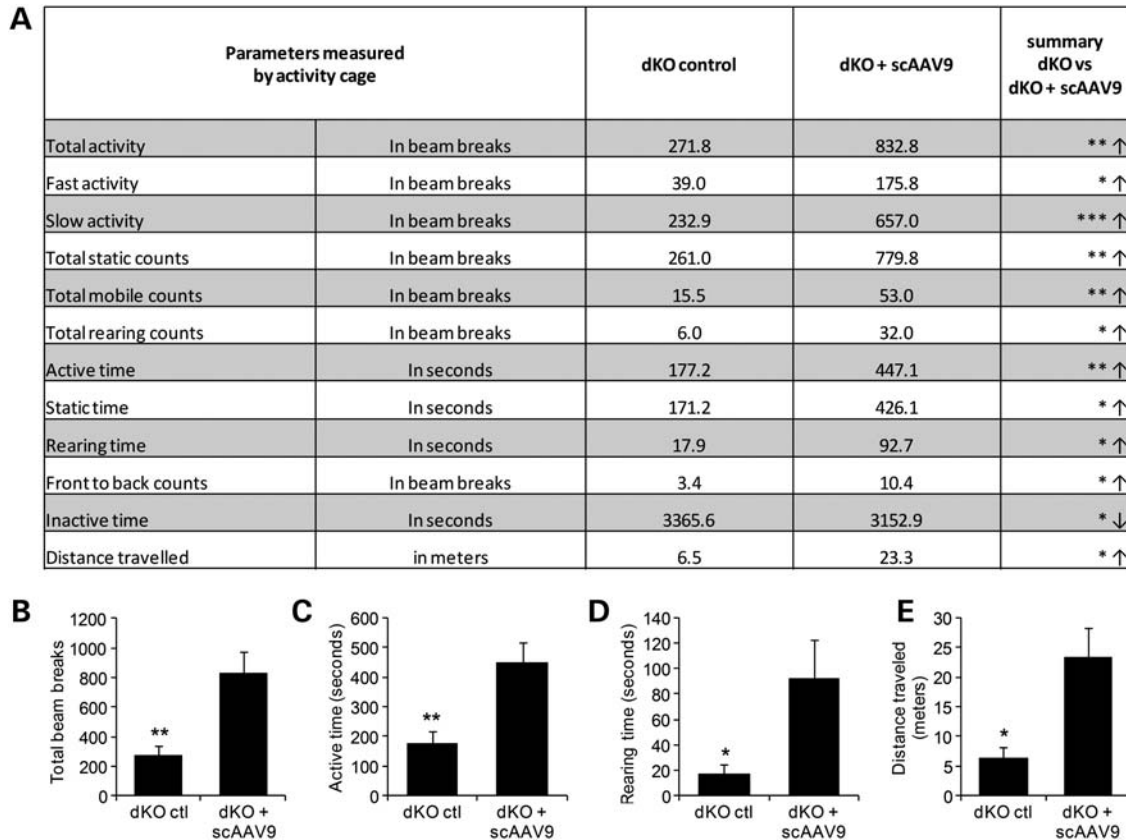 A
Parameters measured
by activity cage
dKO control
dKO + scAAV9
summary
dKO vs
dKO + scAAV9
Total activity In beam breaks 271.8 832.8 ** ↑
Fast activity In beam breaks 39.0 175.8 * ↑
Slow activity In beam breaks 232.9 657.0 *** ↑
Total static counts In beam breaks 261.0 779.8 ** ↑
Total mobile counts In beam breaks 15.5 53.0 ** ↑
Total rearing counts In beam breaks 6.0 32.0 * ↑
Active time In seconds 177.2 447.1 ** ↑
Static time In seconds 171.2 426.1 * ↑
Rearing time In seconds 17.9 92.7 * ↑
Front to back counts In beam breaks 3.4 10.4 * ↑
Inactive time In seconds 3365.6 3152.9 * ↓
Distance travelled in meters 6.5 23.3 * ↑
B
Total beam breaks
1200
1000
800
600
400
200
0
**
dKO ctl
dKO +
scAAV9
C
Active time (seconds)
600
500
400
300
200
100
0
**
dKO ctl
dKO +
scAAV9
D
Rearing time (seconds)
140
120
100
80
60
40
20
0
*
dKO ctl
dKO +
scAAV9
E
Distance traveled
(meters)
30
25
20
15
10
5
0
*
dKO ctl
dKO +
scAAV9